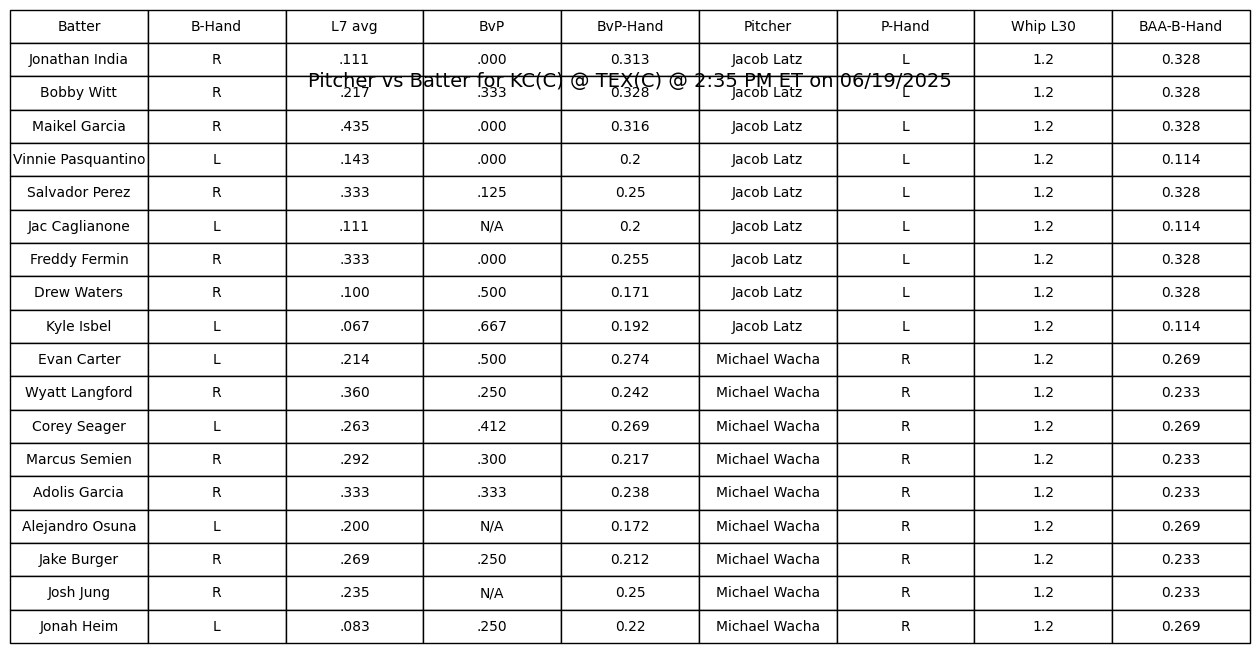 Batter B-Hand L7 avg BvP BvP-Hand Pitcher P-Hand Whip L30 BAA-B-Hand
Jonathan India R .111 .000 0.313 Jacob Latz L 1.2 0.328
Pitcher vs Batter for KC(C) @ TEX(C) @ 2:35 PM ET on 06/19/2025
Bobby Witt R .217 .333 0.328 Jacob Latz L 1.2 0.328
Maikel Garcia R .435 .000 0.316 Jacob Latz L 1.2 0.328
Vinnie Pasquantino L .143 .000 0.2 Jacob Latz L 1.2 0.114
Salvador Perez R .333 .125 0.25 Jacob Latz L 1.2 0.328
Jac Caglianone L .111 N/A 0.2 Jacob Latz L 1.2 0.114
Freddy Fermin R .333 .000 0.255 Jacob Latz L 1.2 0.328
Drew Waters R .100 .500 0.171 Jacob Latz L 1.2 0.328
Kyle Isbel L .067 .667 0.192 Jacob Latz L 1.2 0.114
Evan Carter L .214 .500 0.274 Michael Wacha R 1.2 0.269
Wyatt Langford R .360 .250 0.242 Michael Wacha R 1.2 0.233
Corey Seager L .263 .412 0.269 Michael Wacha R 1.2 0.269
Marcus Semien R .292 .300 0.217 Michael Wacha R 1.2 0.233
Adolis Garcia R .333 .333 0.238 Michael Wacha R 1.2 0.233
Alejandro Osuna L .200 N/A 0.172 Michael Wacha R 1.2 0.269
Jake Burger R .269 .250 0.212 Michael Wacha R 1.2 0.233
Josh Jung R .235 N/A 0.25 Michael Wacha R 1.2 0.233
Jonah Heim L .083 .250 0.22 Michael Wacha R 1.2 0.269